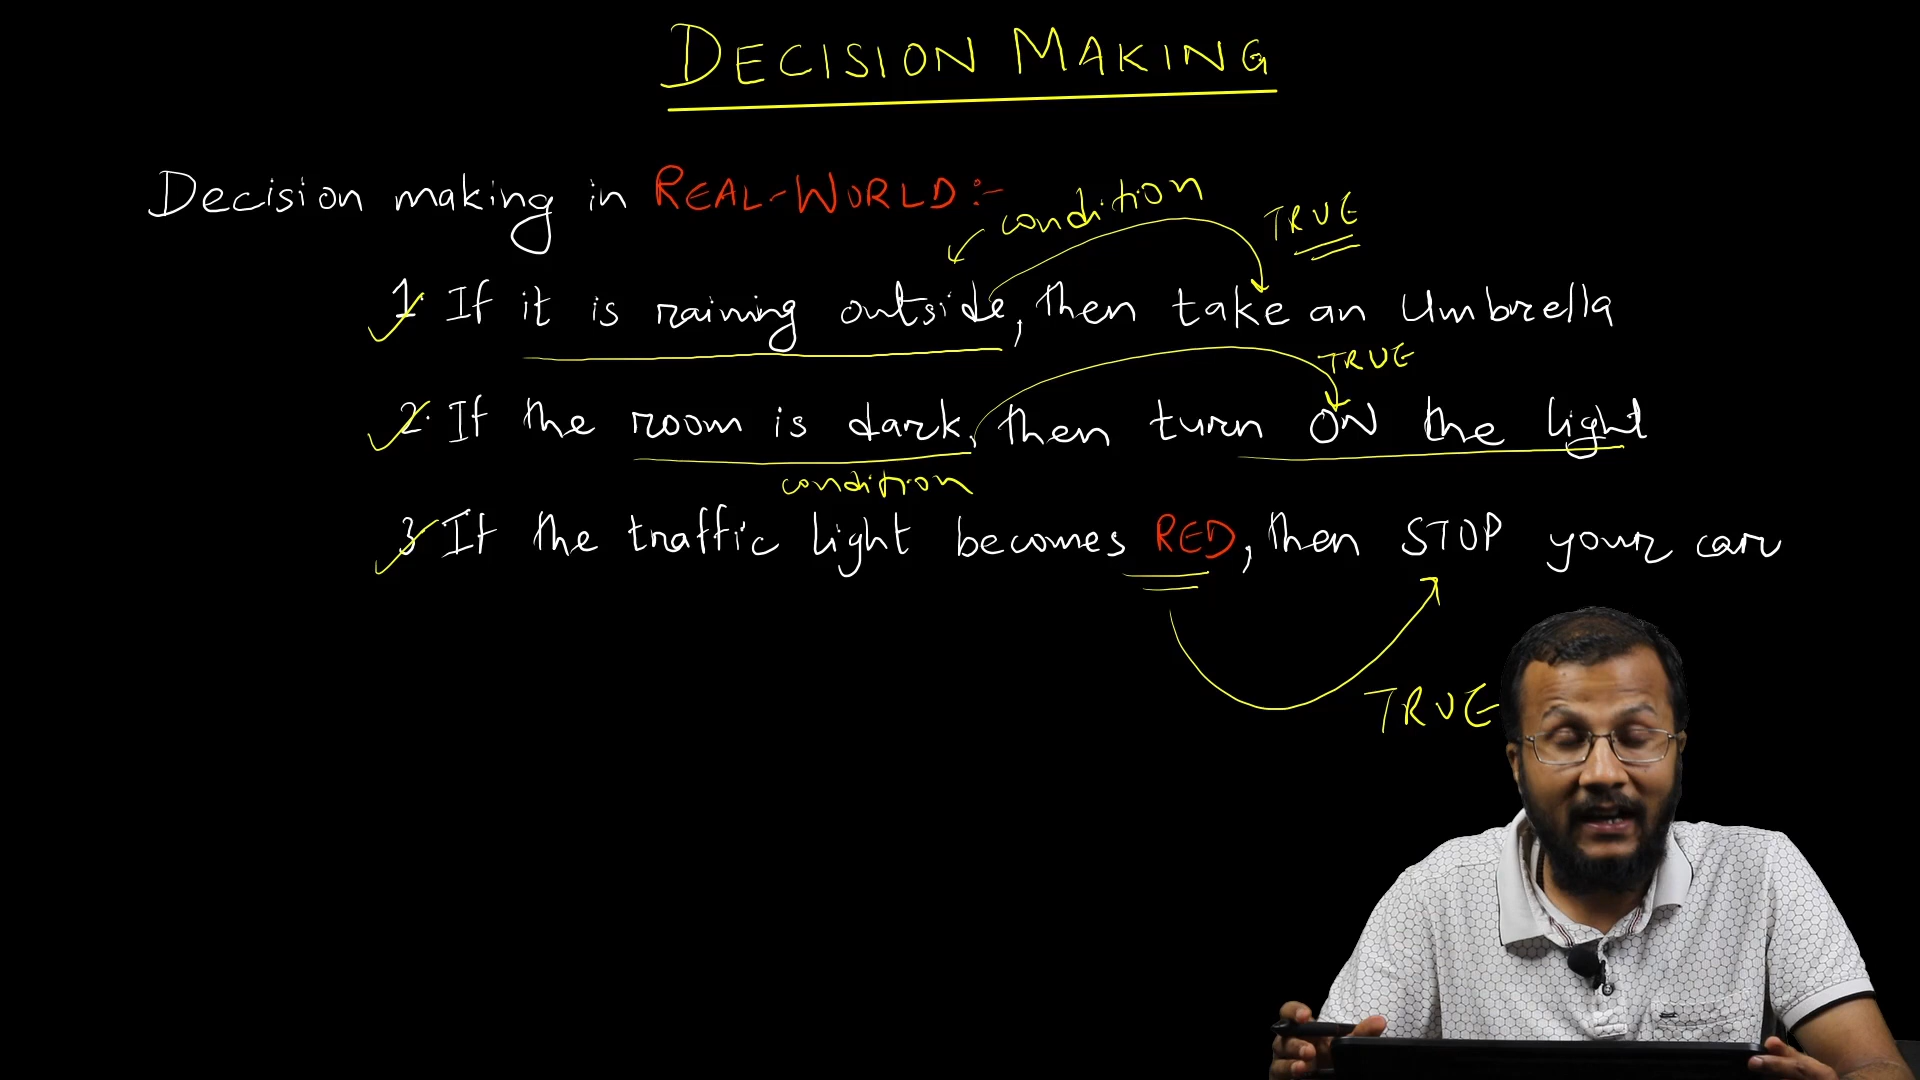 DECISION MAKING
Decision making in REAL-WORLD:-
condition
TRUE
1. If it is raining outside, then take an Umbrella
TRUE
2. If the room is dark, then turn ON the light
condition
3 If the traffic light becomes RED, then STOP your car
TRUE